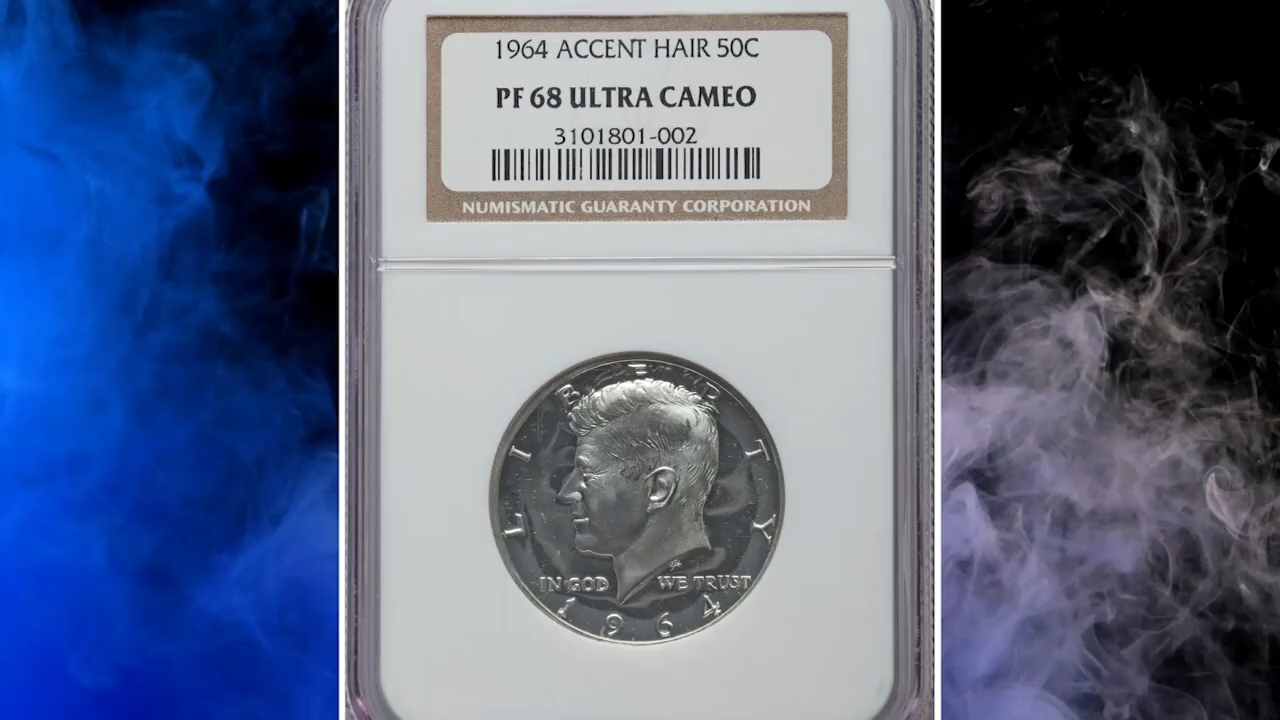 1964 ACCENT HAIR 50C
PF 68 ULTRA CAMEO
3101801-002
NUMISMATIC GUARANTY CORPORATION
LIBERTY
IN GOD WE TRUST
1964